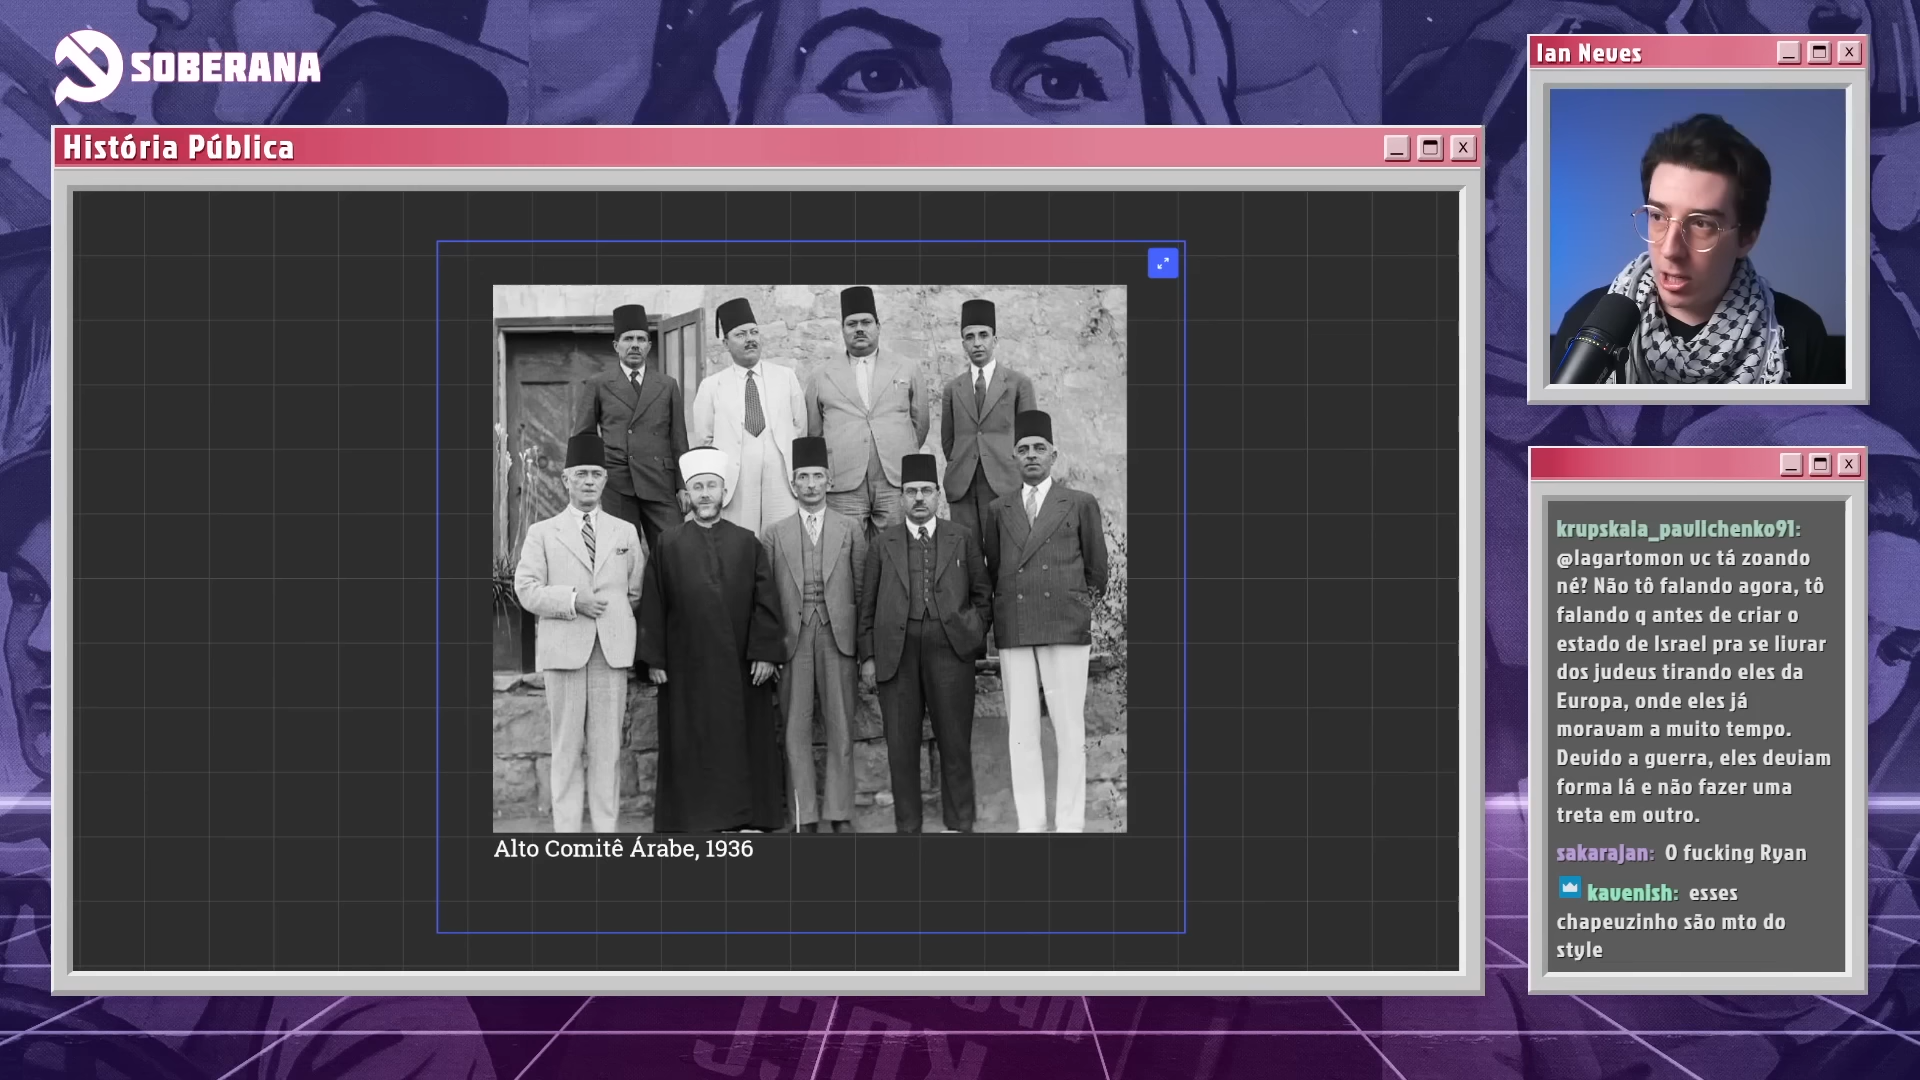 SOBERANA
História Pública
Alto Comitê Árabe, 1936
Ian Neves
krupskaia_pavlichenko91:
@lagartomon vc tá zoando
né? Não tô falando agora, tô
falando q antes de criar o
estado de Israel pra se livrar
dos judeus tirando eles da
Europa, onde eles já
moravam a muito tempo.
Devido a guerra, eles deviam
forma lá e não fazer uma
treta em outro.
sakarajan: O fucking Ryan
kavenish: esses
chapeuzinho são mto do
style